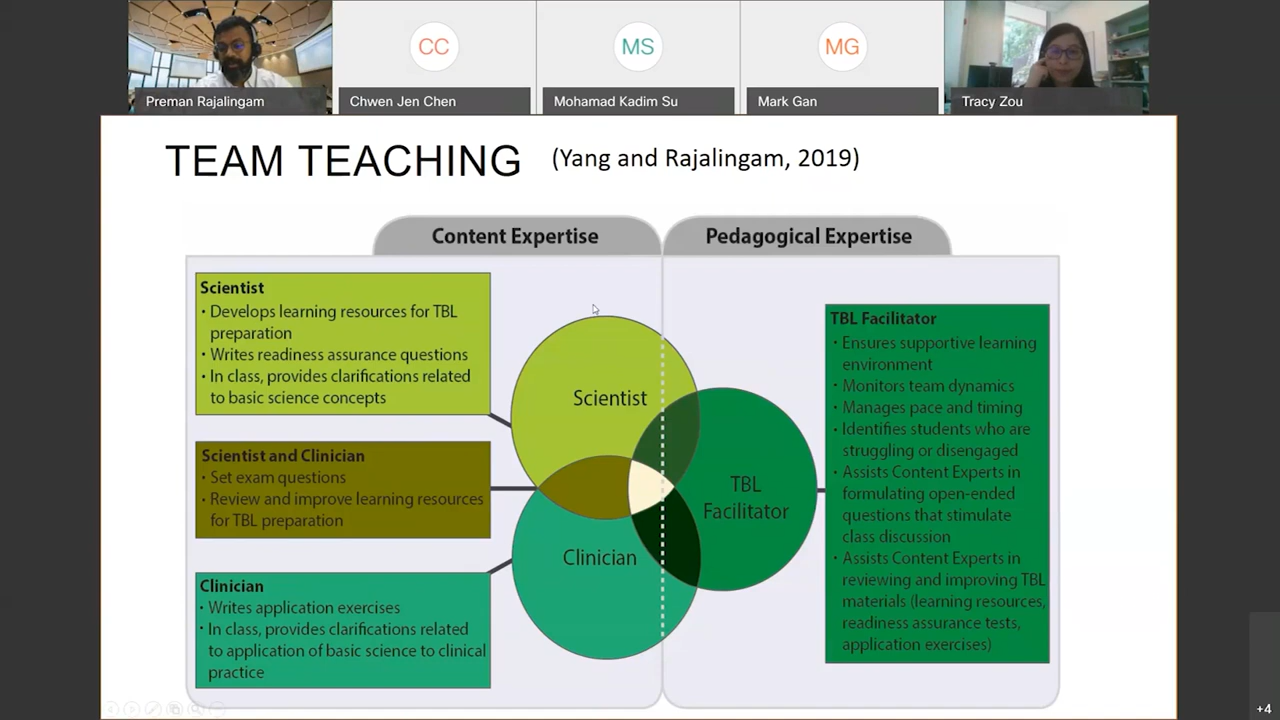 CC
MS
MG
Preman Rajalingam
Chwen Jen Chen
Mohamad Kadim Su
Mark Gan
Tracy Zou
TEAM TEACHING
(Yang and Rajalingam, 2019)
Content Expertise
Pedagogical Expertise
Scientist
• Develops learning resources for TBL
preparation
• Writes readiness assurance questions
• In class, provides clarifications related
to basic science concepts
Scientist and Clinician
• Set exam questions
• Review and improve learning resources
for TBL preparation
Clinician
• Writes application exercises
• In class, provides clarifications related
to application of basic science to clinical
practice
Scientist
Clinician
TBL
Facilitator
TBL Facilitator
• Ensures supportive learning
environment
• Monitors team dynamics
• Manages pace and timing
• Identifies students who are
struggling or disengaged
• Assists Content Experts in
formulating open-ended
questions that stimulate
class discussion
• Assists Content Experts in
reviewing and improving TBL
materials (learning resources,
readiness assurance tests,
application exercises)
+4